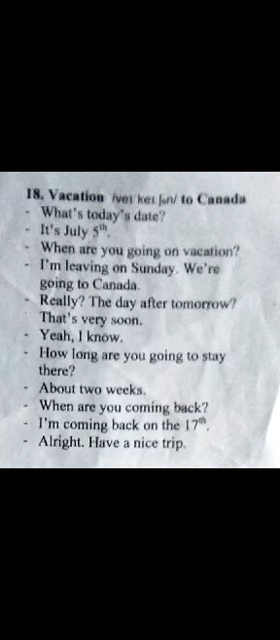 18. Vacation /veɪ keɪ ʃən/ to Canada
- What's today's date?
- It's July 5th.
- When are you going on vacation?
- I'm leaving on Sunday. We're
going to Canada.
- Really? The day after tomorrow?
That's very soon.
- Yeah, I know.
- How long are you going to stay
there?
- About two weeks.
- When are you coming back?
- I'm coming back on the 17th.
- Alright. Have a nice trip.